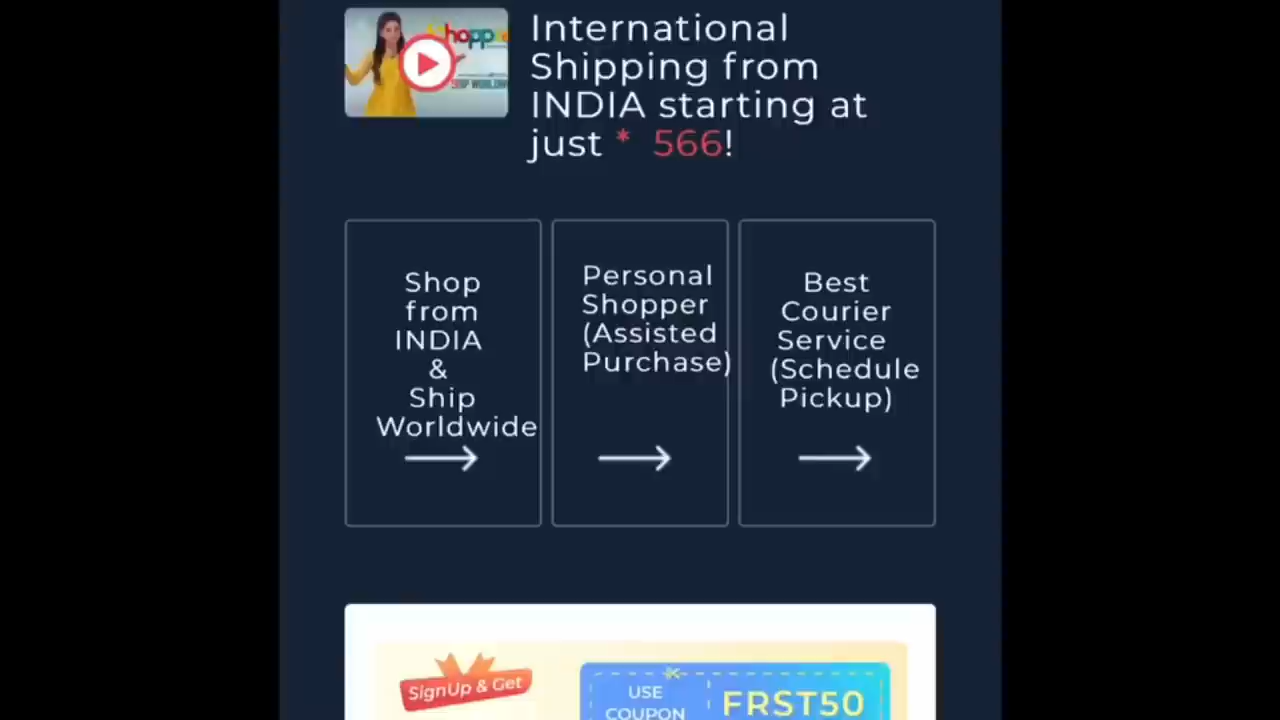 hopp
International
Shipping from
INDIA starting at
just * 566!
Shop
from
INDIA
&
Ship
Worldwide
Personal
Shopper
(Assisted
Purchase)
Best
Courier
Service
(Schedule
Pickup)
SignUp & Get
USE
COUPON
FRST50